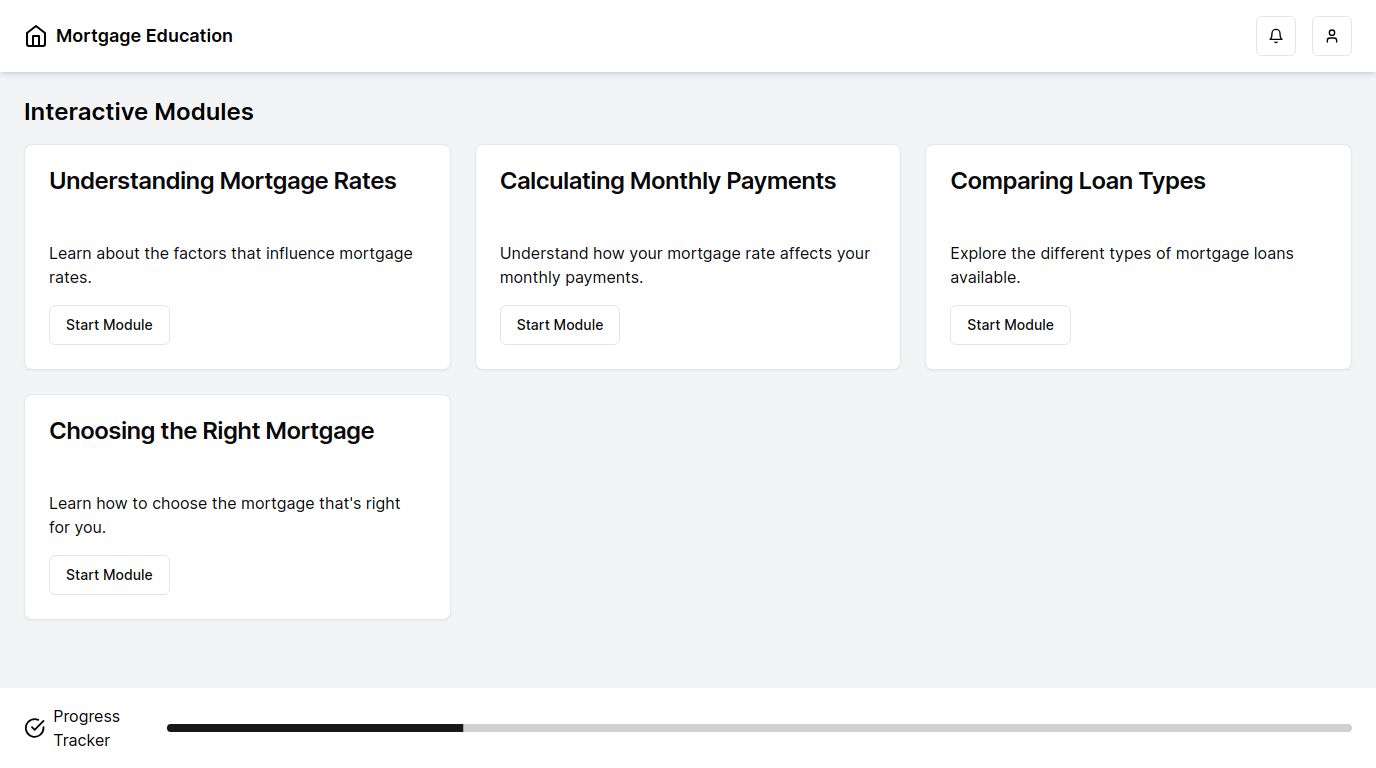 Mortgage Education
Interactive Modules
Understanding Mortgage Rates
Learn about the factors that influence mortgage
rates.
Start Module
Calculating Monthly Payments
Understand how your mortgage rate affects your
monthly payments.
Start Module
Comparing Loan Types
Explore the different types of mortgage loans
available.
Start Module
Choosing the Right Mortgage
Learn how to choose the mortgage that's right
for you.
Start Module
Progress
Tracker